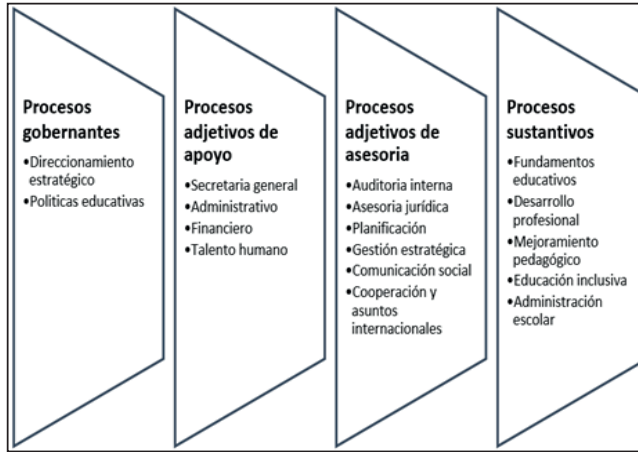 Procesos
gobernantes
•Direccionamiento
estratégico
•Politicas educativas
Procesos
adjetivos de
apoyo
•Secretaria general
•Administrativo
•Financiero
•Talento humano
Procesos
adjetivos de
asesoria
•Auditoria interna
•Asesoria jurídica
•Planificación
•Gestión estratégica
•Comunicación social
•Cooperación y
asuntos
internacionales
Procesos
sustantivos
•Fundamentos
educativos
•Desarrollo
profesional
•Mejoramiento
pedagógico
•Educación inclusiva
•Administración
escolar